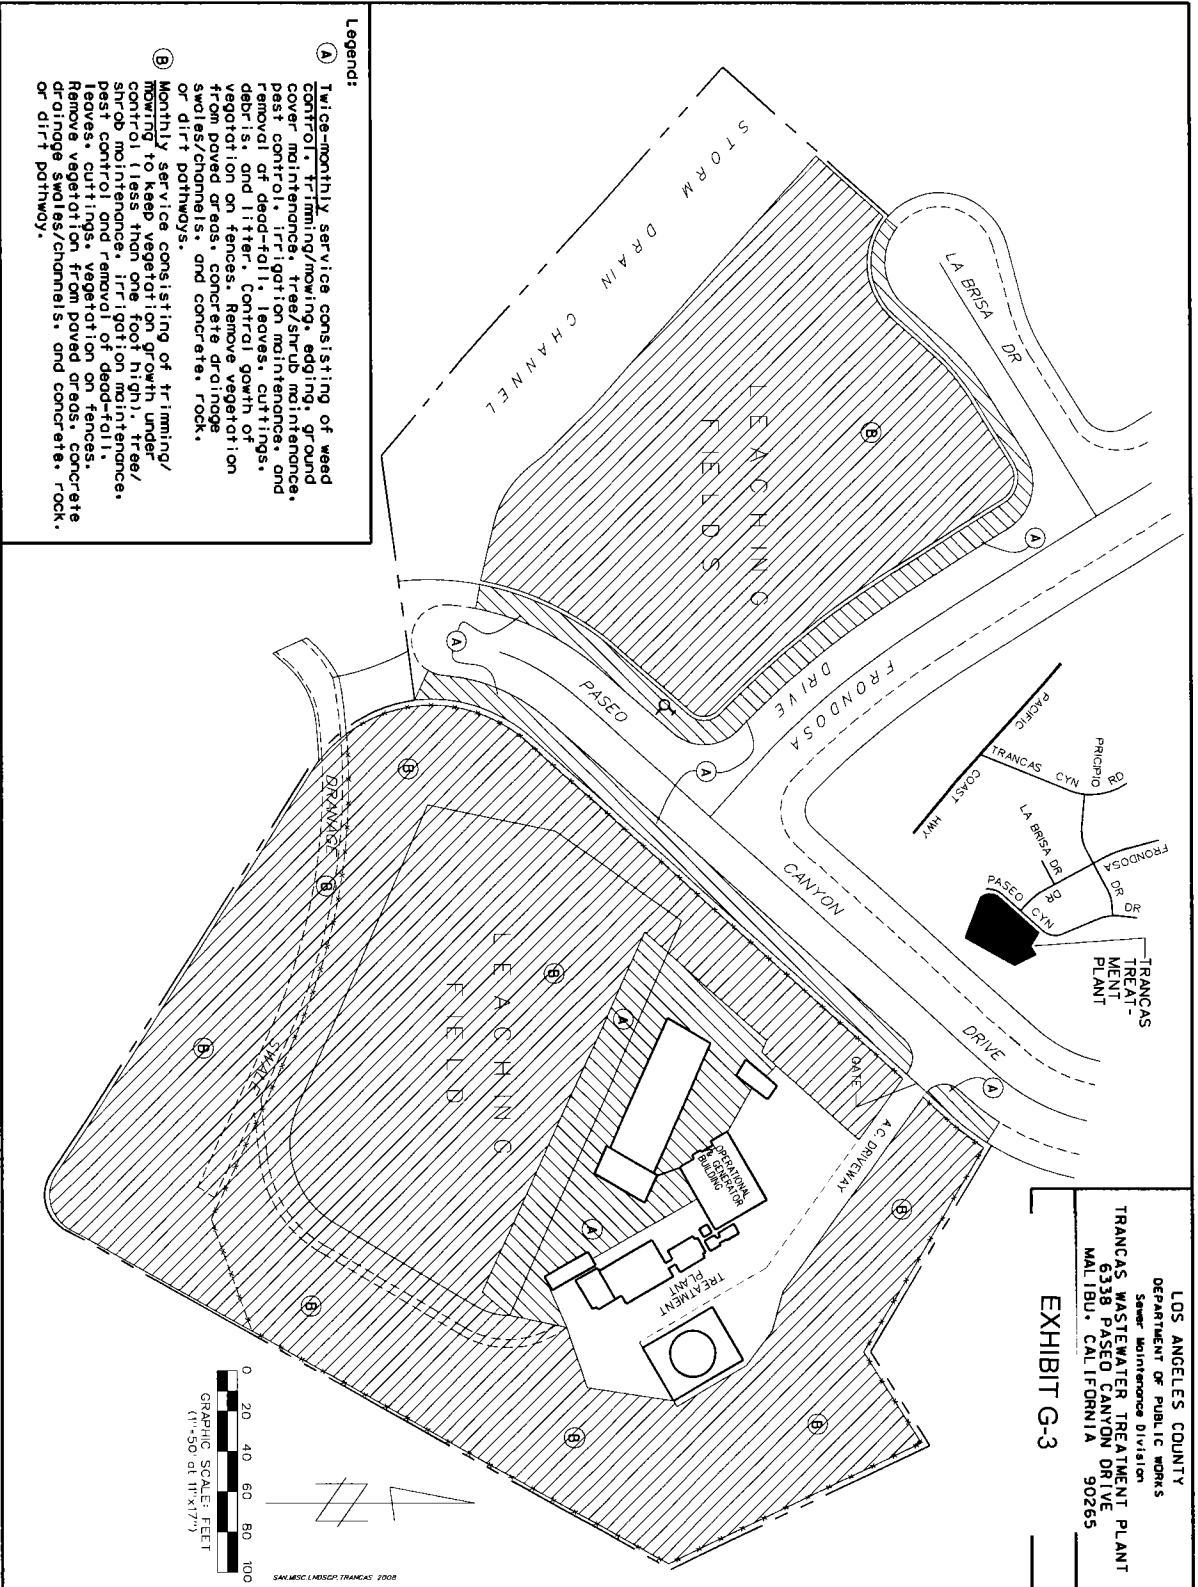 LOS ANGELES COUNTY
DEPARTMENT OF PUBLIC WORKS
Sewer Maintenance Division
TRANCAS WASTEWATER TREATMENT PLANT
6338 PASEO CANYON DRIVE
MALIBU, CALIFORNIA 90265
EXHIBIT G-3
TRANCAS
TREAT-
MENT
PLANT
PACIFIC
COAST
HWY
TRANCAS CYN
PRICIPIO RD
LA BRISA DR
FRONDOSA DR
DR
PASEO CYN
DR
LA BRISA DR
STORM DRAIN CHANNEL
LEACHING
FIELDS
FRONDOSA
DRIVE
PASEO
CANYON
DRIVE
GATE
A.C. DRIVEWAY
OPERATIONAL
& GENERATOR
BUILDING
TREATMENT
PLANT
LEACHING
FIELD
DRANAGE
SWALE
A
A
A
A
A
A
B
B
B
B
B
B
B
B
B
Legend:
A Twice-monthly service consisting of weed
control, trimming/mowing, edging, ground
cover maintenance, tree/shrub maintenance,
pest control, irrigation maintenance, and
removal of dead-fall, leaves, cuttings,
debris, and litter. Control gowth of
vegatation on fences. Remove vegetation
from paved areas, concrete drainage
swales/channels, and concrete, rock,
or dirt pathways.
B Monthly service consisting of trimming/
mowing to keep vegetation growth under
control (less than one foot high), tree/
shrob maintenance, irrigation maintenance,
pest control and removal of dead-fall,
leaves, cuttings, vegetation on fences.
Remove vegetation from paved areas, concrete
drainage swales/channels, and concrete, rock,
or dirt pathway.
0 20 40 60 80 100
GRAPHIC SCALE: FEET
(1"=50' at 11"x17")
SAN.MISC.LNDSCP.TRANCAS 2008